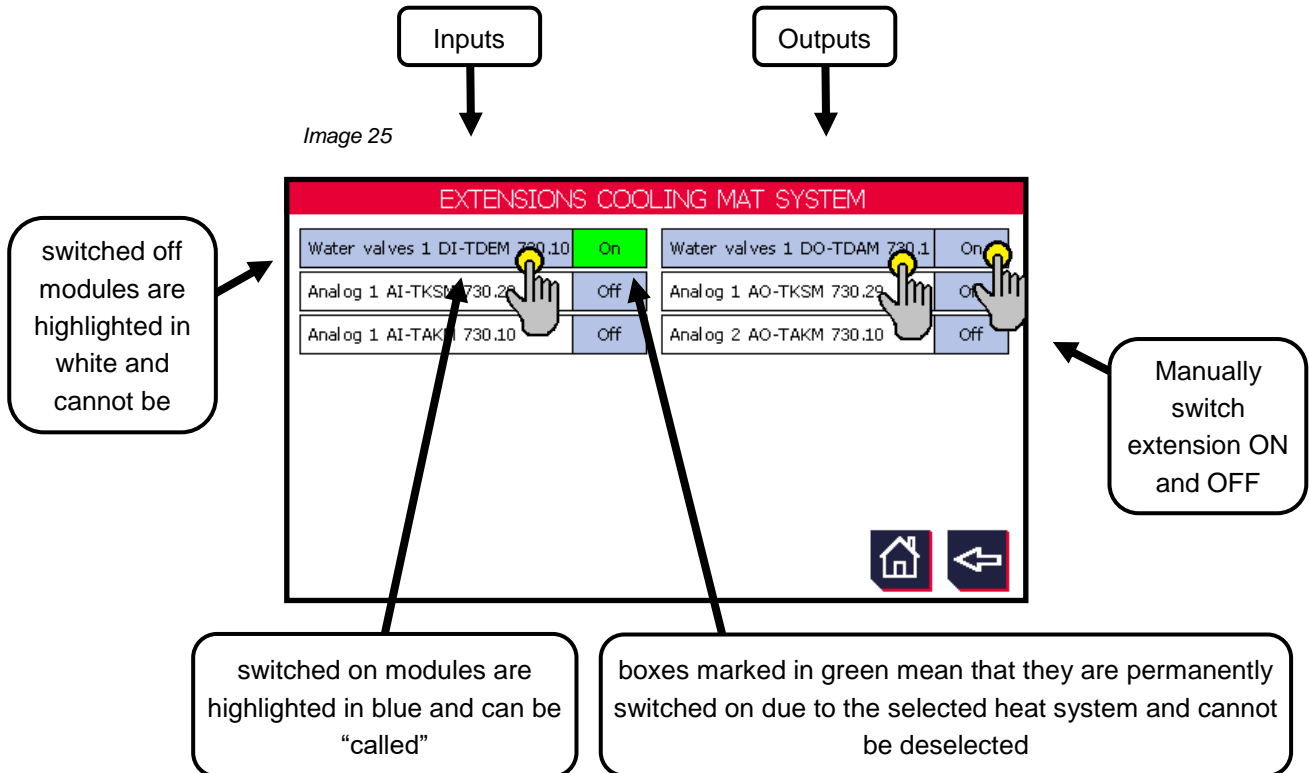 Inputs
Outputs
Image 25
EXTENSIONS COOLING MAT SYSTEM
Water valves 1 DI-TDEM 730.10 On Water valves 1 DO-TDAM 730.1 On
Analog 1 AI-TKSM Off Analog 1 AO-TKSM 730.29
Analog 1 AI-TAKM 730.10 Off Analog 2 AO-TAKM 730.10 Off
switched off
modules are
highlighted in
white and
cannot be
Manually
switch
extension ON
and OFF
switched on modules are
highlighted in blue and can be
“called”
boxes marked in green mean that they are permanently
switched on due to the selected heat system and cannot
be deselected